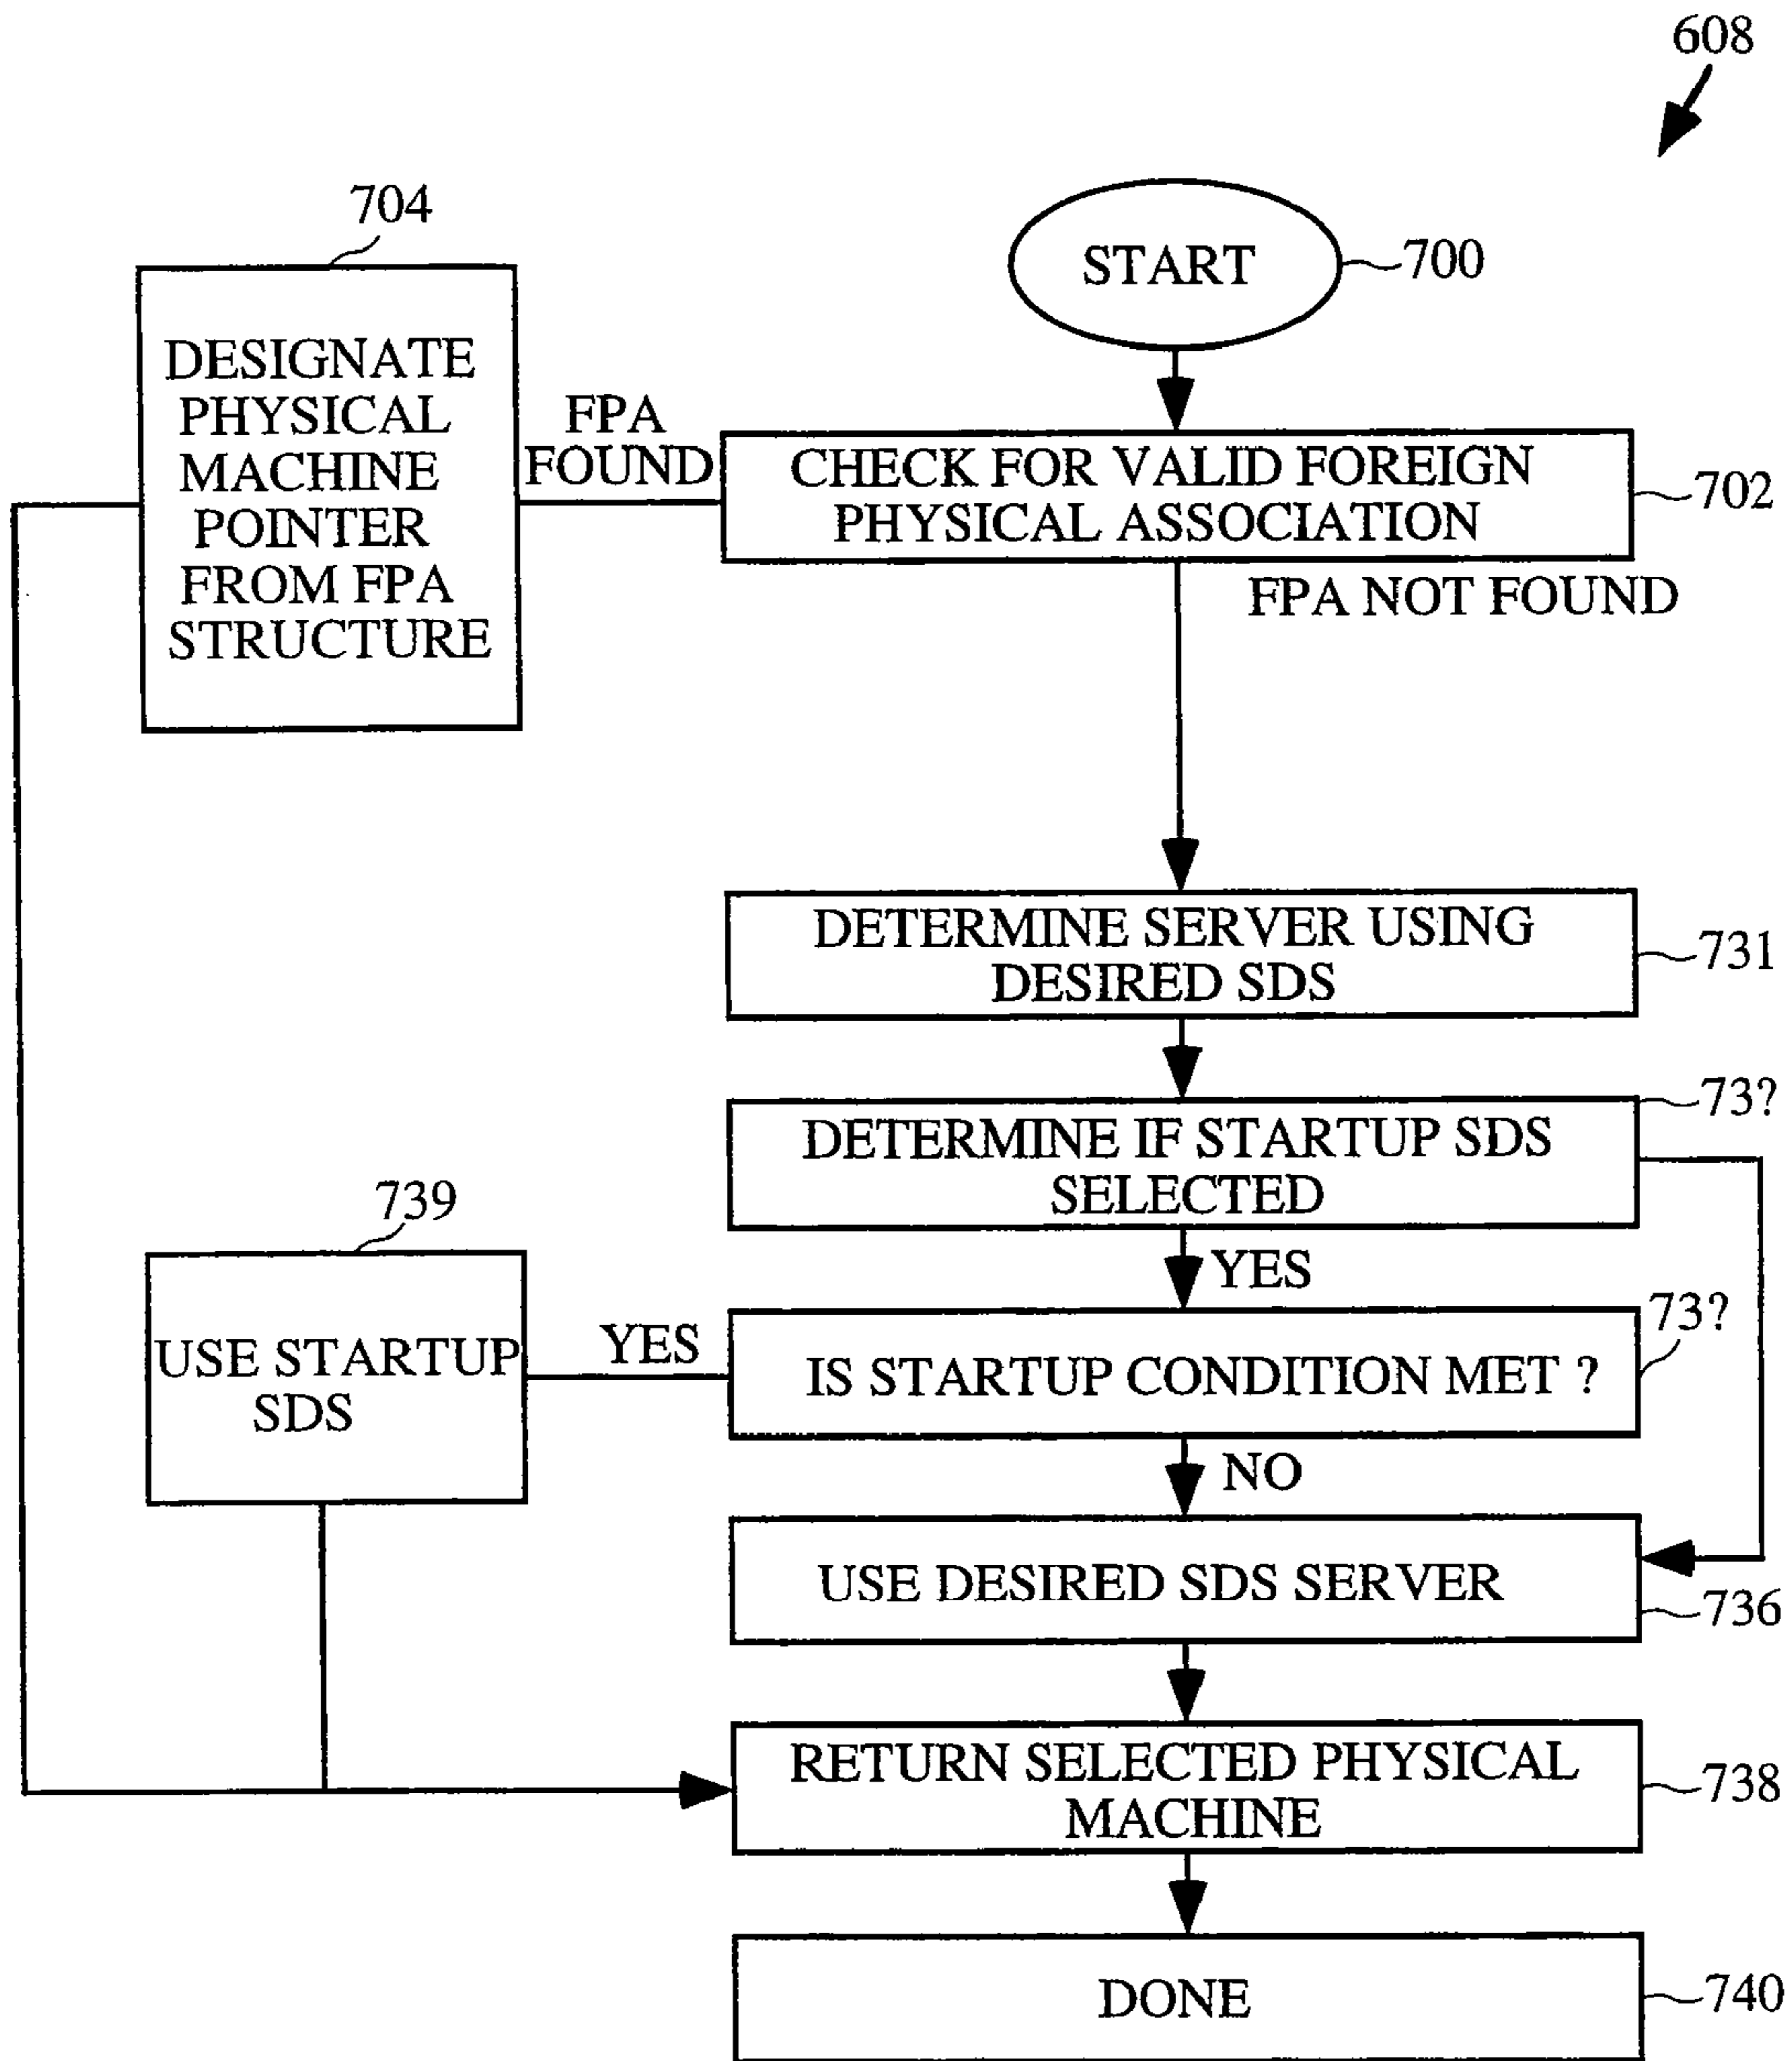 608
704
START
700
DESIGNATE
PHYSICAL
MACHINE
POINTER
FROM FPA
STRUCTURE
FPA
FOUND
CHECK FOR VALID FOREIGN
PHYSICAL ASSOCIATION
702
FPA NOT FOUND
DETERMINE SERVER USING
DESIRED SDS
731
73?
DETERMINE IF STARTUP SDS
SELECTED
739
YES
73?
USE STARTUP
SDS
YES
IS STARTUP CONDITION MET ?
NO
USE DESIRED SDS SERVER
736
RETURN SELECTED PHYSICAL
MACHINE
738
DONE
740